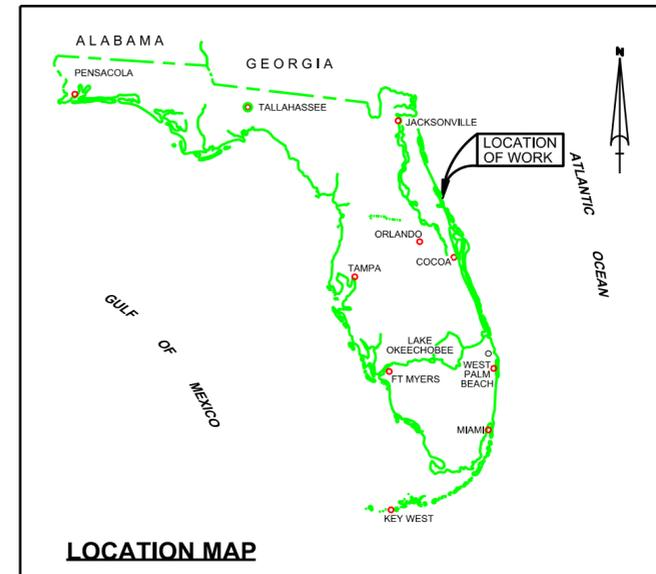 ALABAMA
GEORGIA
N
PENSACOLA
TALLAHASSEE
JACKSONVILLE
LOCATION
OF WORK
ATLANTIC
OCEAN
ORLANDO
COCOA
TAMPA
GULF
OF
MEXICO
LAKE
OKEECHOBEE
WEST
PALM
BEACH
FT MYERS
MIAMI
KEY WEST
LOCATION MAP